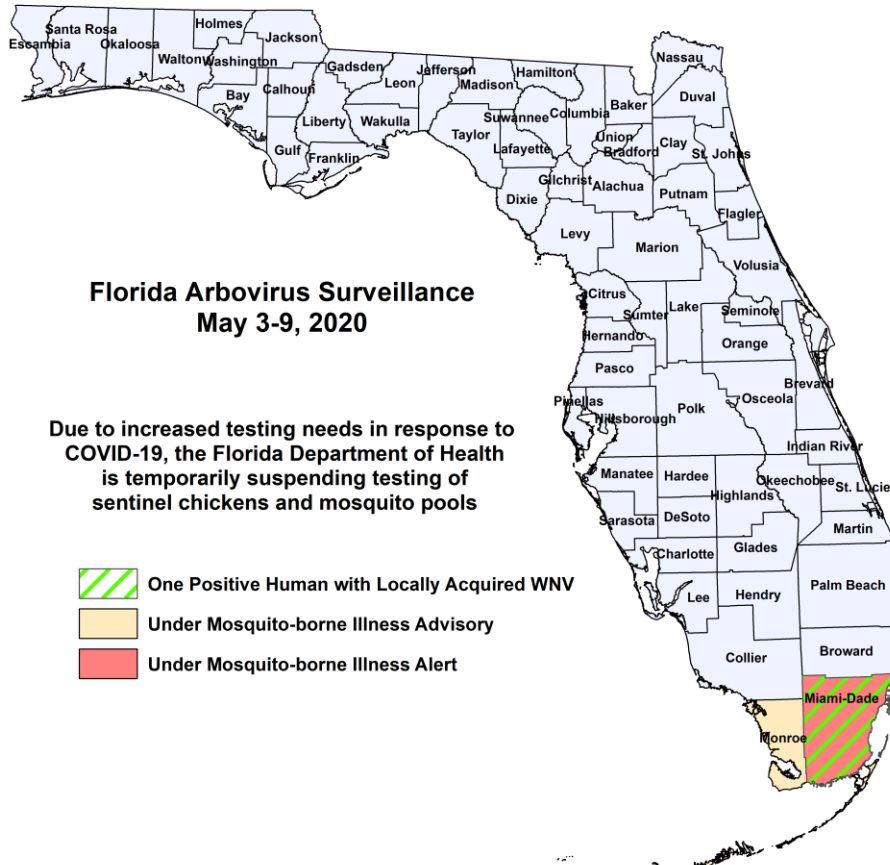 Holmes
Jackson
Santa Rosa
Escambia
Okaloosa
Walton
Washington
Gadsden
Leon
Jefferson
Madison
Hamilton
Nassau
Bay
Calhoun
Liberty
Wakulla
Suwannee
Columbia
Baker
Duval
Gulf
Franklin
Taylor
Lafayette
Union
Bradford
Clay
St. Johns
Dixie
Gilchrist
Alachua
Putnam
Flagler
Levy
Marion
Volusia
Florida Arbovirus Surveillance
May 3-9, 2020
Citrus
Sumter
Lake
Seminole
Hernando
Orange
Pasco
Brevard
Osceola
Pinellas
Hillsborough
Polk
Due to increased testing needs in response to
COVID-19, the Florida Department of Health
is temporarily suspending testing of
sentinel chickens and mosquito pools
Indian River
Manatee
Hardee
Highlands
Okeechobee
St. Lucie
Sarasota
DeSoto
Martin
Charlotte
Glades
Lee
Hendry
Palm Beach
Collier
Broward
One Positive Human with Locally Acquired WNV
Under Mosquito-borne Illness Advisory
Under Mosquito-borne Illness Alert
Miami-Dade
Monroe